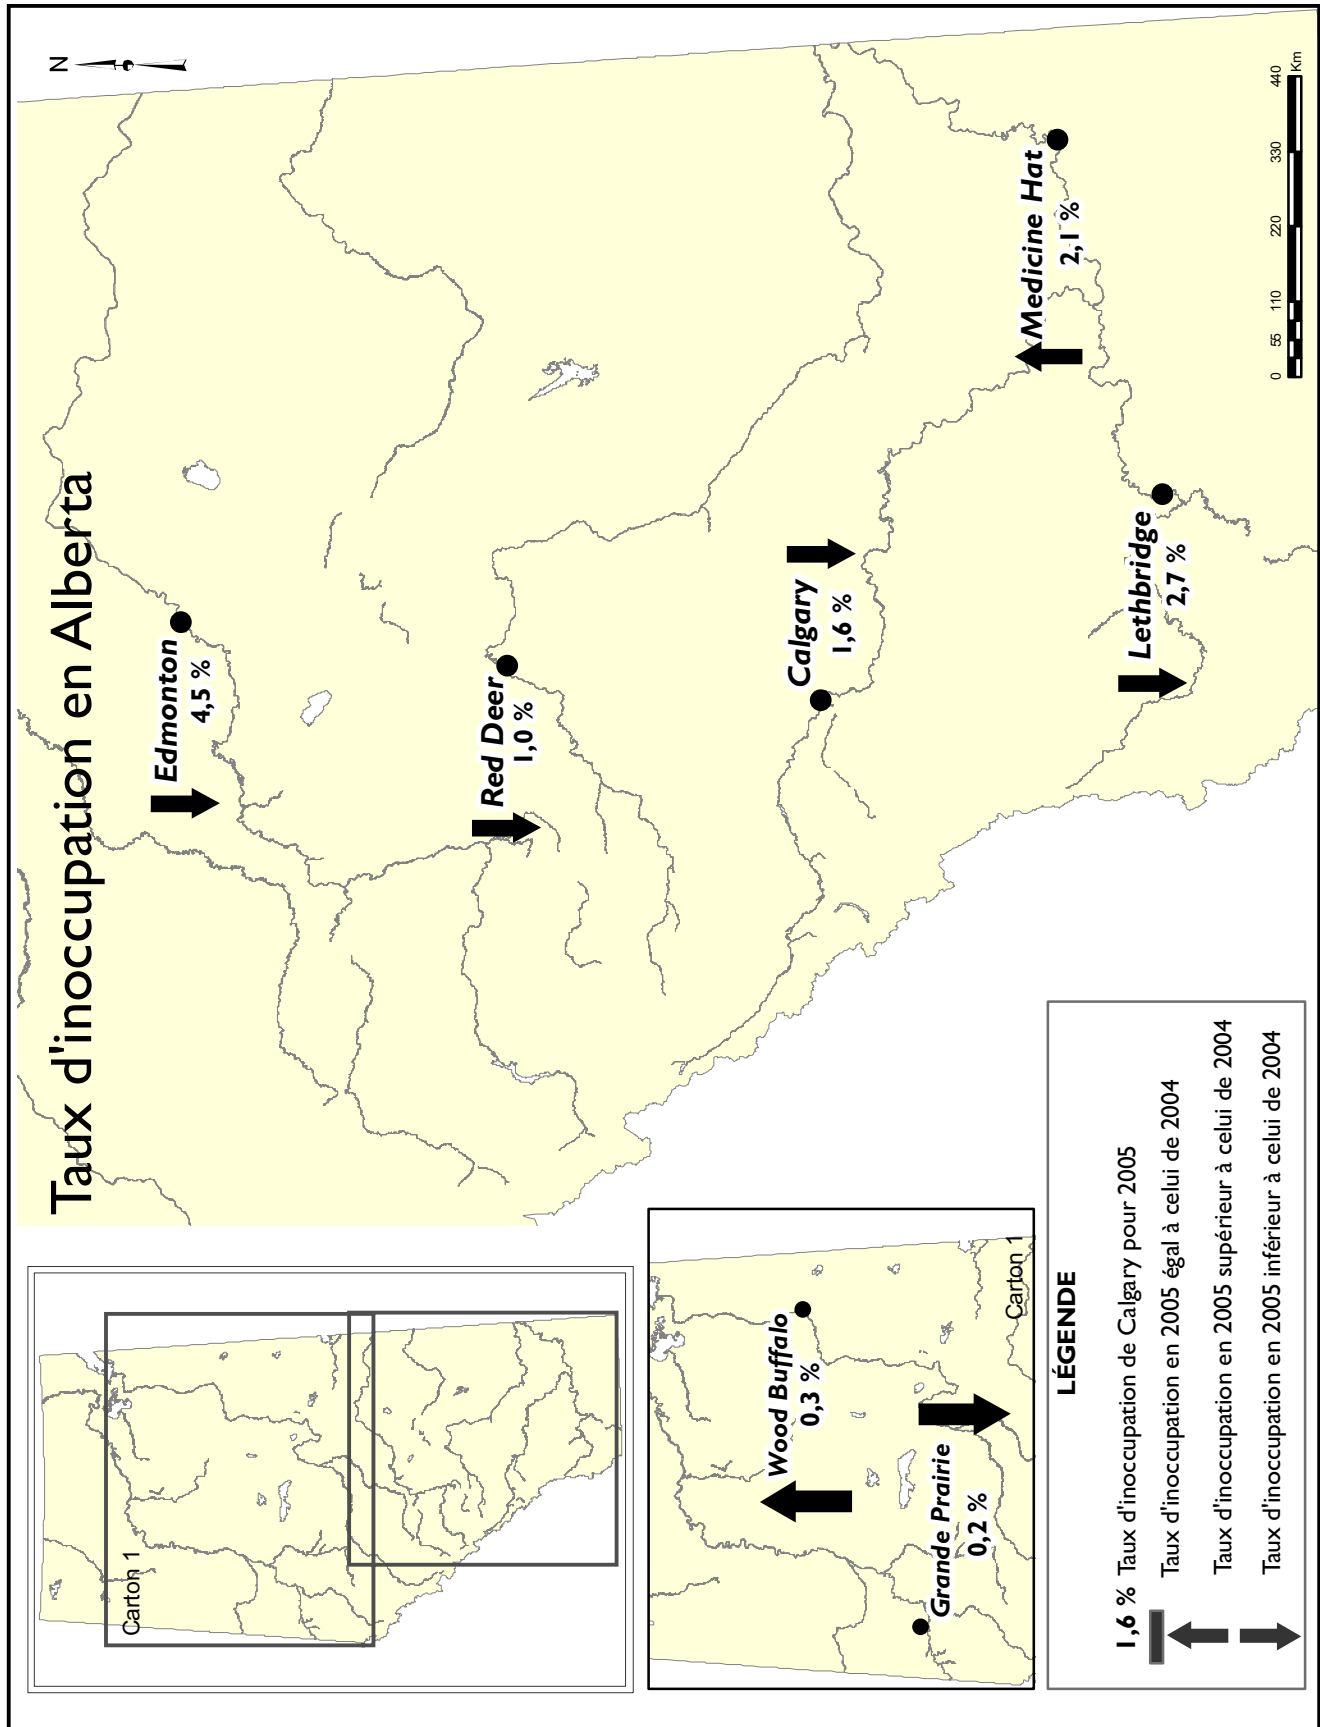 Taux d'inoccupation en Alberta
N
Edmonton
4,5 %
Red Deer
1,0 %
Calgary
1,6 %
Medicine Hat
2,1 %
Lethbridge
2,7 %
Carton 1
Wood Buffalo
0,3 %
Grande Prairie
0,2 %
Carton 1
LÉGENDE
1,6 % Taux d'inoccupation de Calgary pour 2005
Taux d'inoccupation en 2005 égal à celui de 2004
Taux d'inoccupation en 2005 supérieur à celui de 2004
Taux d'inoccupation en 2005 inférieur à celui de 2004
0 55 110 220 330 440
Km